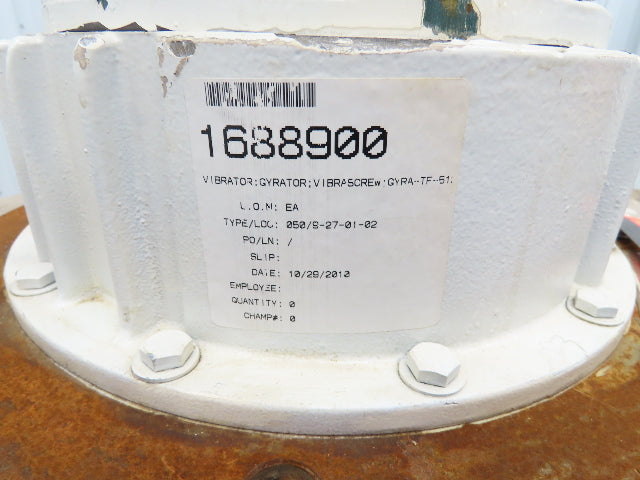 1688900
VIBRATOR;GYRATOR;VIBRASCREW;GYRA-TF-51
U.O.M: EA
TYPE/LOC: 050/S-27-01-02
PO/LN: /
SLIP:
DATE: 10/29/2010
EMPLOYEE:
QUANTITY: 0
CHAMP#: 0